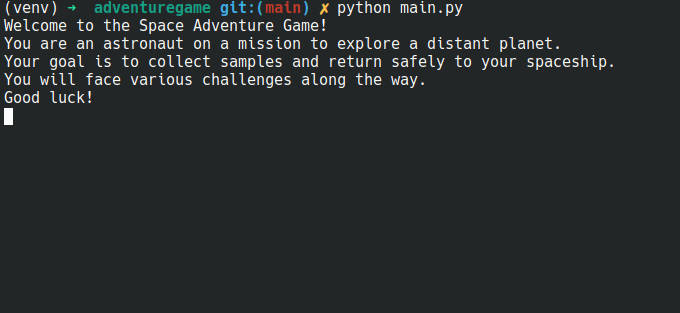 (venv) ➜  adventuregame git:(main) ✗ python main.py
Welcome to the Space Adventure Game!
You are an astronaut on a mission to explore a distant planet.
Your goal is to collect samples and return safely to your spaceship.
You will face various challenges along the way.
Good luck!